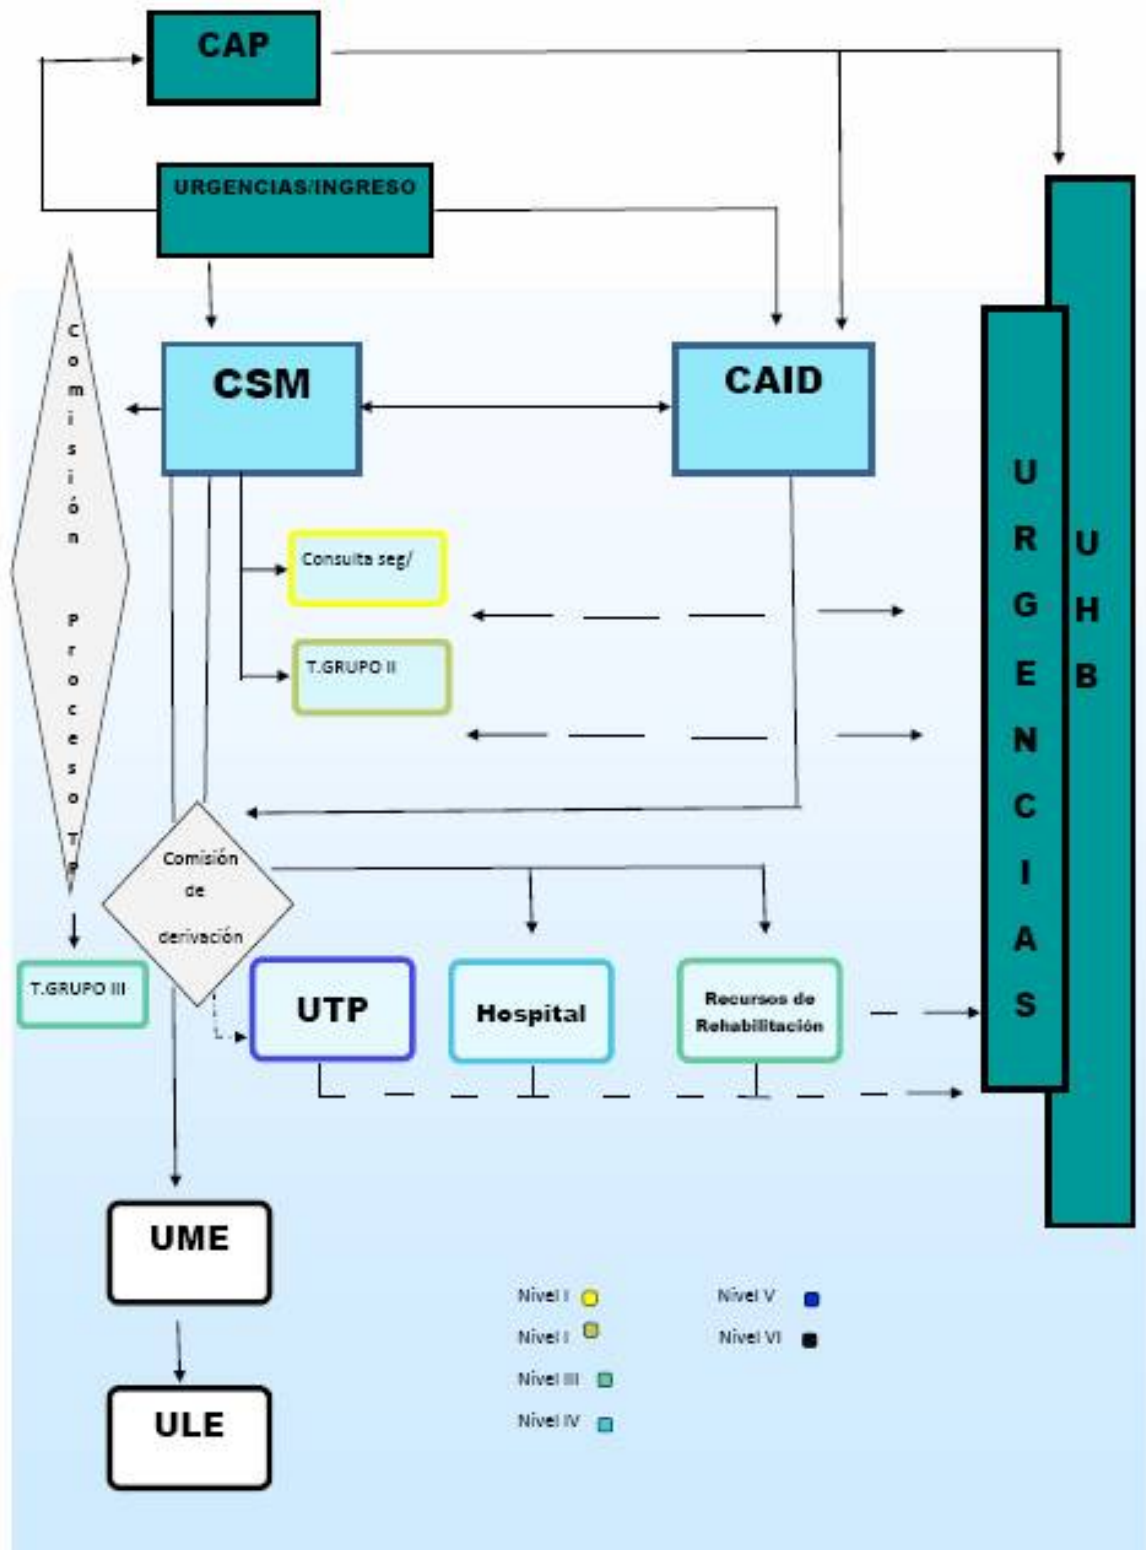 CAP
URGENCIAS/INGRESO
CSM
CAID
Comisión Proceso TP
Consulta seg/
T.GRUPO II
URGENCIAS
UHB
Comisión
de
derivación
T.GRUPO III
UTP
Hospital
Recursos de
Rehabilitación
UME
ULE
Nivel I
Nivel I
Nivel III
Nivel IV
Nivel V
Nivel VI